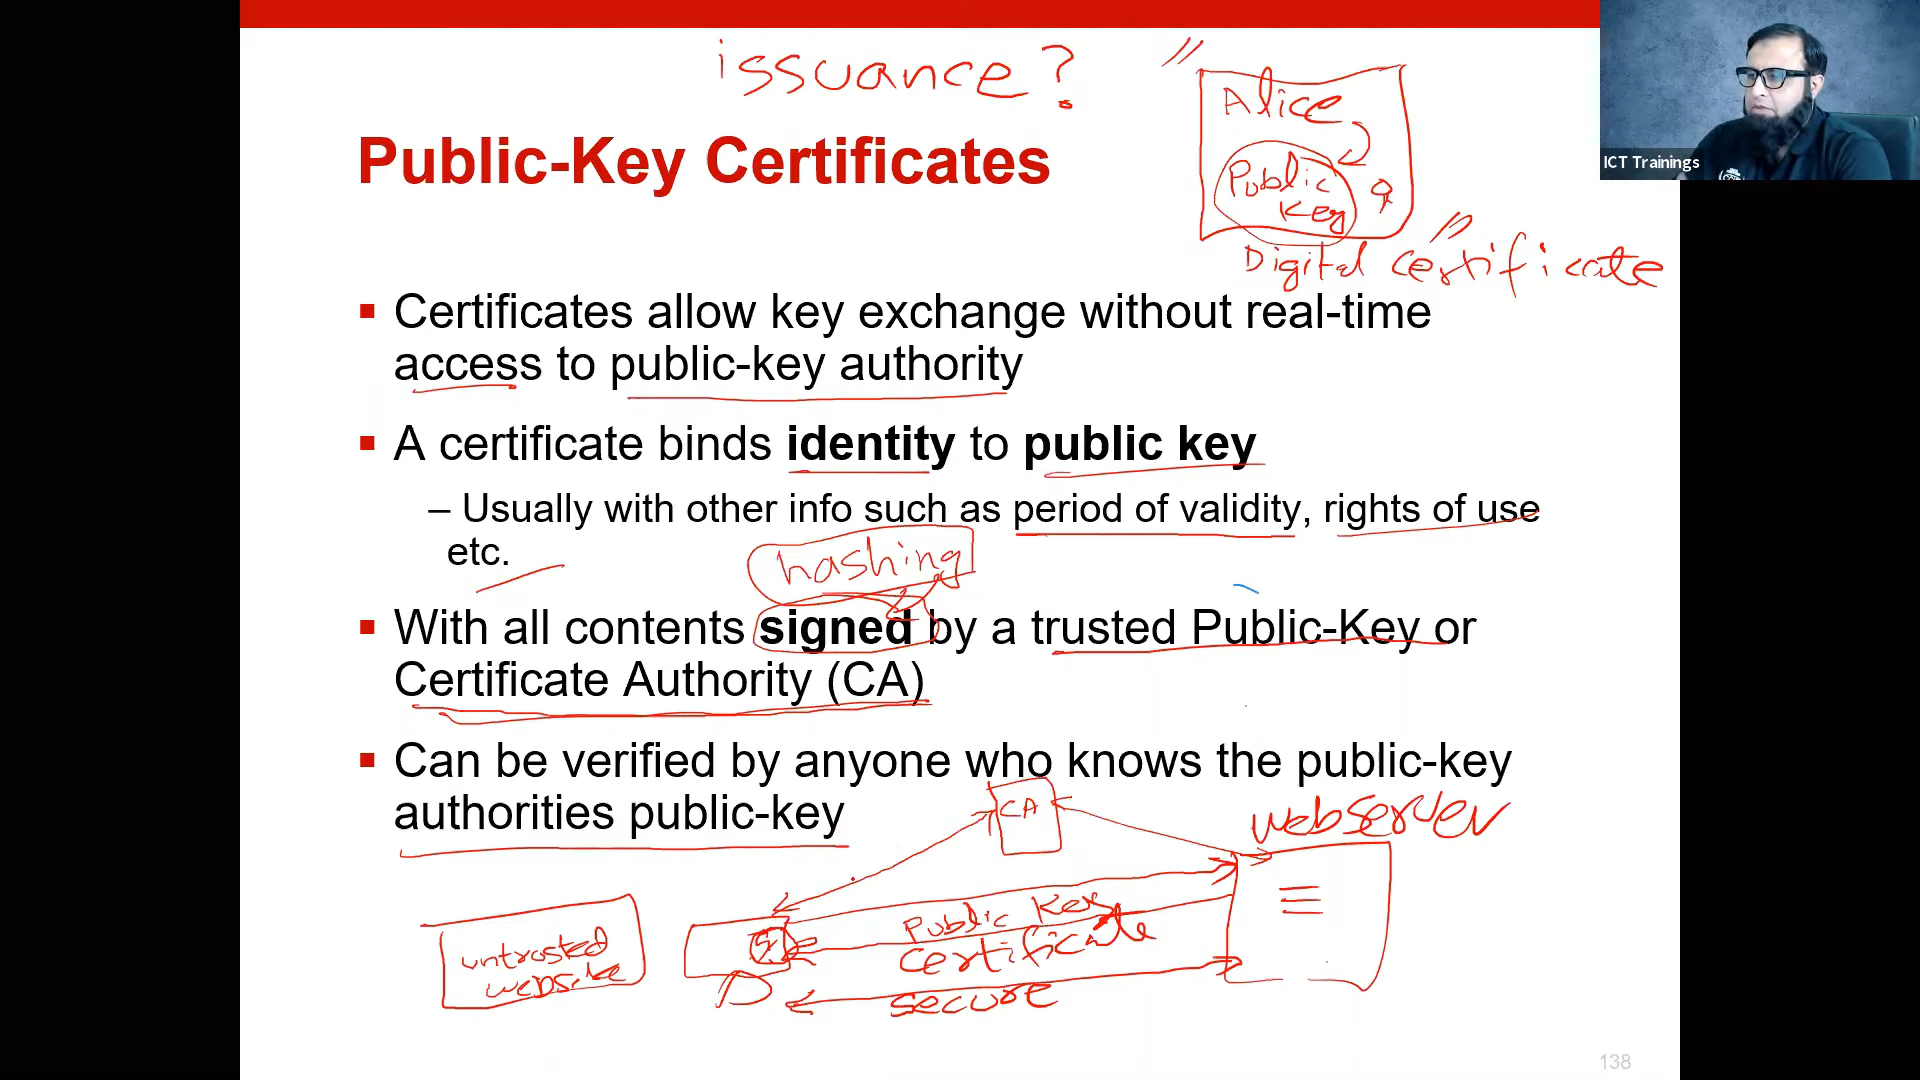 issuance?
Alice
Public
Key
Digital certificate
ICT Trainings
Public-Key Certificates
▪ Certificates allow key exchange without real-time
access to public-key authority
▪ A certificate binds identity to public key
– Usually with other info such as period of validity, rights of use
etc.
hashing
▪ With all contents signed by a trusted Public-Key or
Certificate Authority (CA)
▪ Can be verified by anyone who knows the public-key
authorities public-key
CA
webserver
Public Key
certificate
untrusted
website
secure
138